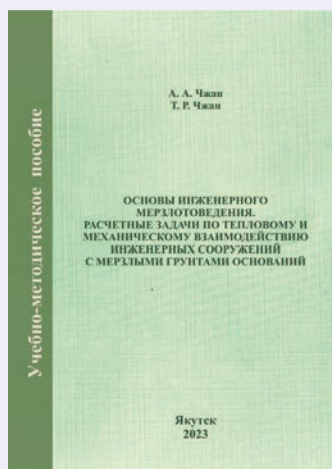 Учебно-методическое пособие
А. А. Чжан
Т. Р. Чжан
ОСНОВЫ ИНЖЕНЕРНОГО
МЕРЗЛОТОВЕДЕНИЯ.
РАСЧЕТНЫЕ ЗАДАЧИ ПО ТЕПЛОВОМУ И
МЕХАНИЧЕСКОМУ ВЗАИМОДЕЙСТВИЮ
ИНЖЕНЕРНЫХ СООРУЖЕНИЙ
С МЕРЗЛЫМИ ГРУНТАМИ ОСНОВАНИЙ
Якутск
2023